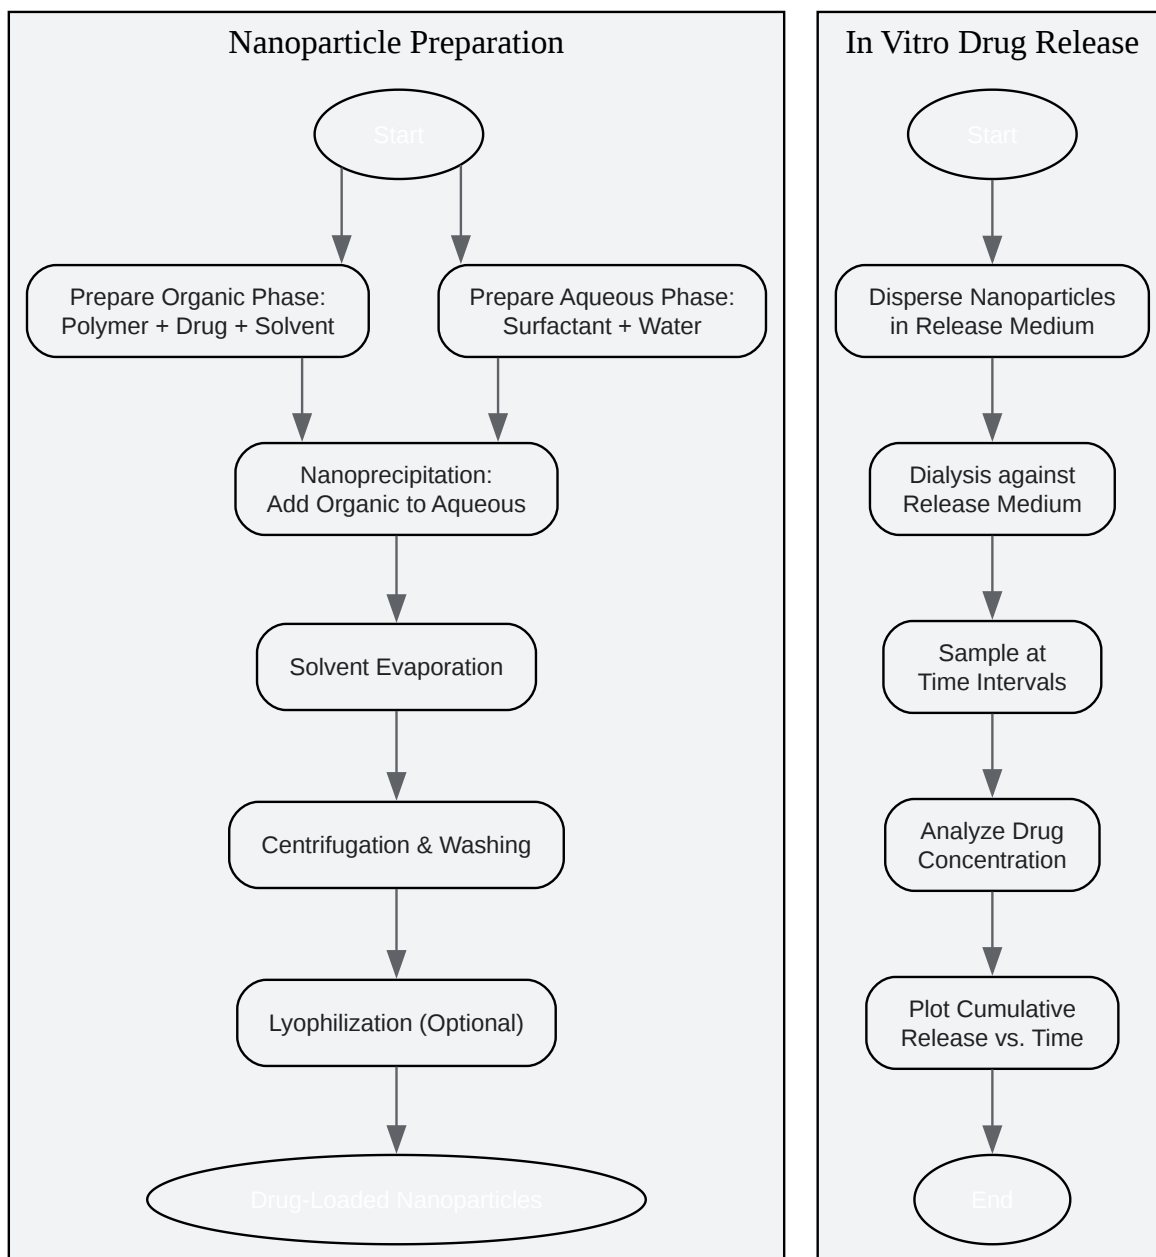 Nanoparticle Preparation
Start
Prepare Organic Phase:
Polymer + Drug + Solvent
Prepare Aqueous Phase:
Surfactant + Water
Nanoprecipitation:
Add Organic to Aqueous
Solvent Evaporation
Centrifugation & Washing
Lyophilization (Optional)
Drug-Loaded Nanoparticles
In Vitro Drug Release
Start
Disperse Nanoparticles
in Release Medium
Dialysis against
Release Medium
Sample at
Time Intervals
Analyze Drug
Concentration
Plot Cumulative
Release vs. Time
End